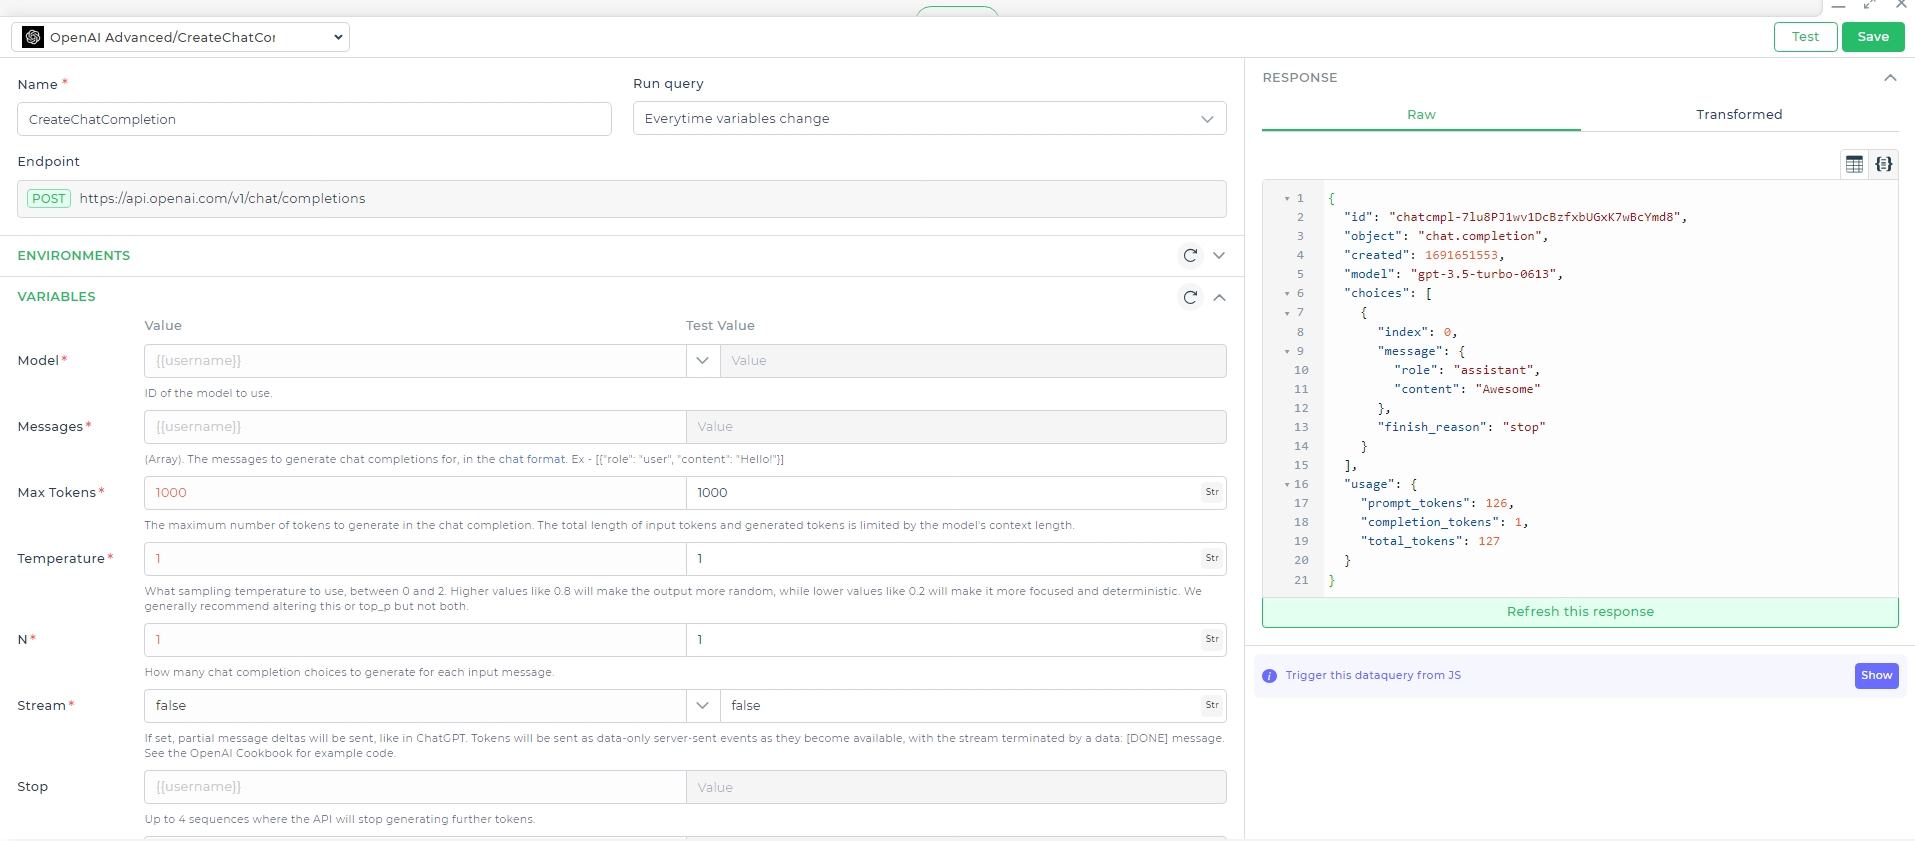 OpenAI Advanced/CreateChatCor
Test
Save
Name *
CreateChatCompletion
Run query
Everytime variables change
Endpoint
POST https://api.openai.com/v1/chat/completions
ENVIRONMENTS
VARIABLES
Value Test Value
Model * {{username}} Value
ID of the model to use.
Messages * {{username}} Value
(Array). The messages to generate chat completions for, in the chat format. Ex - [{"role": "user", "content": "Hello!"}]
Max Tokens * 1000 1000 Str
The maximum number of tokens to generate in the chat completion. The total length of input tokens and generated tokens is limited by the model's context length.
Temperature * 1 1 Str
What sampling temperature to use, between 0 and 2. Higher values like 0.8 will make the output more random, while lower values like 0.2 will make it more focused and deterministic. We
generally recommend altering this or top_p but not both.
N * 1 1 Str
How many chat completion choices to generate for each input message.
Stream * false false Str
If set, partial message deltas will be sent, like in ChatGPT. Tokens will be sent as data-only server-sent events as they become available, with the stream terminated by a data: [DONE] message.
See the OpenAI Cookbook for example code.
Stop {{username}} Value
Up to 4 sequences where the API will stop generating further tokens.
RESPONSE
Raw Transformed
1 {
2 "id": "chatcmpl-7lu8PJ1wv1DcBzfxbUGxK7wBcYmd8",
3 "object": "chat.completion",
4 "created": 1691651553,
5 "model": "gpt-3.5-turbo-0613",
6 "choices": [
7 {
8 "index": 0,
9 "message": {
10 "role": "assistant",
11 "content": "Awesome"
12 },
13 "finish_reason": "stop"
14 }
15 ],
16 "usage": {
17 "prompt_tokens": 126,
18 "completion_tokens": 1,
19 "total_tokens": 127
20 }
21 }
Refresh this response
Trigger this dataquery from JS
Show